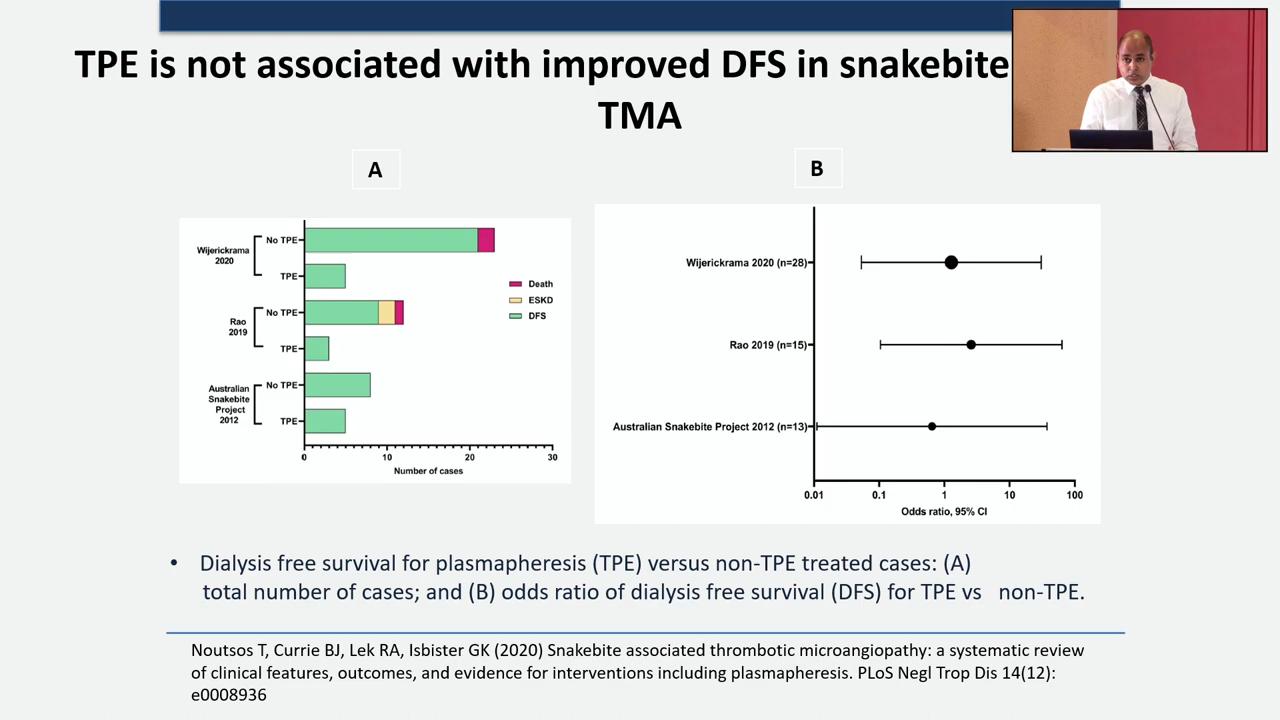 TPE is not associated with improved DFS in snakebite
TMA
A
B
Wijerickrama
2020
No TPE
TPE
Rao
2019
No TPE
TPE
Australian
Snakebite
Project
2012
No TPE
TPE
Death
ESKD
DFS
0
10
20
30
Number of cases
Wijerickrama 2020 (n=28)
Rao 2019 (n=15)
Australian Snakebite Project 2012 (n=13)
0.01
0.1
1
10
100
Odds ratio, 95% CI
• Dialysis free survival for plasmapheresis (TPE) versus non-TPE treated cases: (A)
total number of cases; and (B) odds ratio of dialysis free survival (DFS) for TPE vs non-TPE.
Noutsos T, Currie BJ, Lek RA, Isbister GK (2020) Snakebite associated thrombotic microangiopathy: a systematic review
of clinical features, outcomes, and evidence for interventions including plasmapheresis. PLoS Negl Trop Dis 14(12):
e0008936